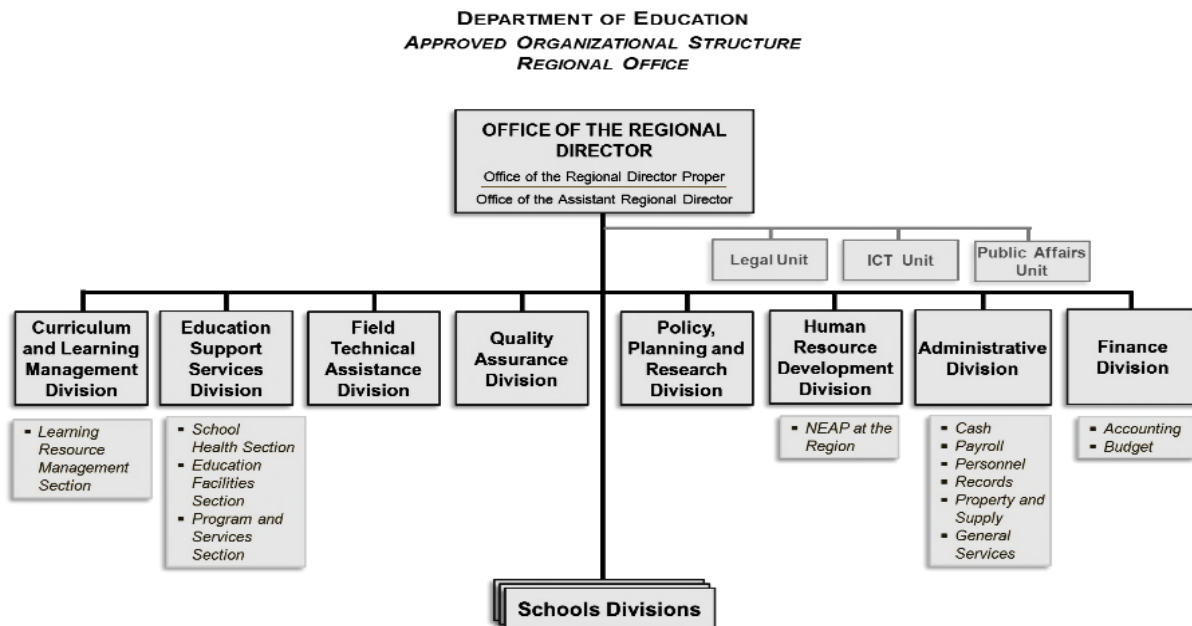 DEPARTMENT OF EDUCATION
APPROVED ORGANIZATIONAL STRUCTURE
REGIONAL OFFICE
OFFICE OF THE REGIONAL
DIRECTOR
Office of the Regional Director Proper
Office of the Assistant Regional Director
Legal Unit
ICT Unit
Public Affairs
Unit
Curriculum
and Learning
Management
Division
▪ Learning
Resource
Management
Section
Education
Support
Services
Division
▪ School
Health Section
▪ Education
Facilities
Section
▪ Program and
Services
Section
Field
Technical
Assistance
Division
Quality
Assurance
Division
Policy,
Planning and
Research
Division
Human
Resource
Development
Division
▪ NEAP at the
Region
Administrative
Division
▪ Cash
▪ Payroll
▪ Personnel
▪ Records
▪ Property and
Supply
▪ General
Services
Finance
Division
▪ Accounting
▪ Budget
Schools Divisions